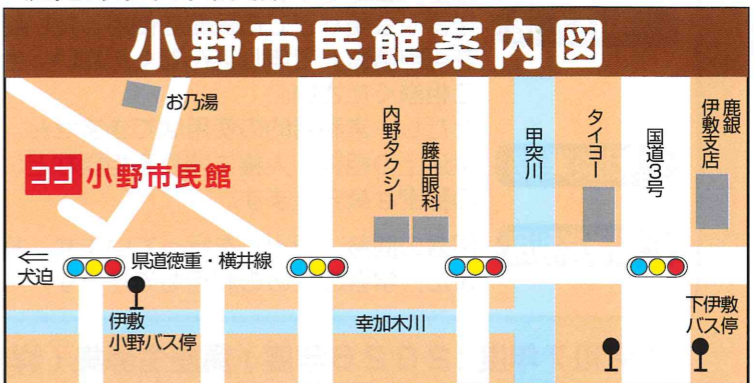 小野市民館案内図
お乃湯
ココ 小野市民館
内野タクシー
藤田眼科
甲突川
タイヨー
国道3号
鹿銀
伊敷支店
←
犬迫
県道徳重・横井線
伊敷
小野バス停
幸加木川
下伊敷
バス停